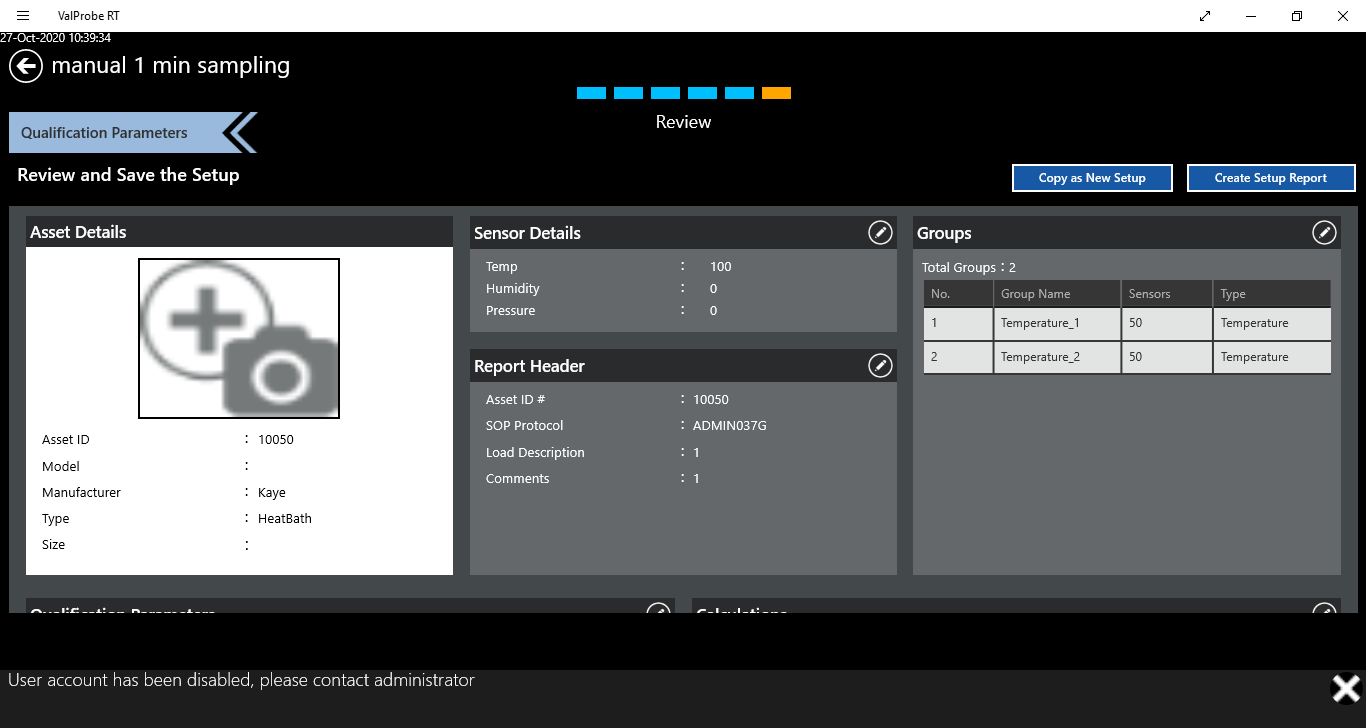 ValProbe RT
27-Oct-2020 10:39:34
manual 1 min sampling
Review
Qualification Parameters
Review and Save the Setup
Copy as New Setup
Create Setup Report
Asset Details
Asset ID : 10050
Model :
Manufacturer : Kaye
Type : HeatBath
Size :
Sensor Details
Temp : 100
Humidity : 0
Pressure : 0
Report Header
Asset ID # : 10050
SOP Protocol : ADMIN037G
Load Description : 1
Comments : 1
Groups
Total Groups : 2
No. Group Name Sensors Type
1 Temperature_1 50 Temperature
2 Temperature_2 50 Temperature
Qualification Parameters
Calculations
User account has been disabled, please contact administrator